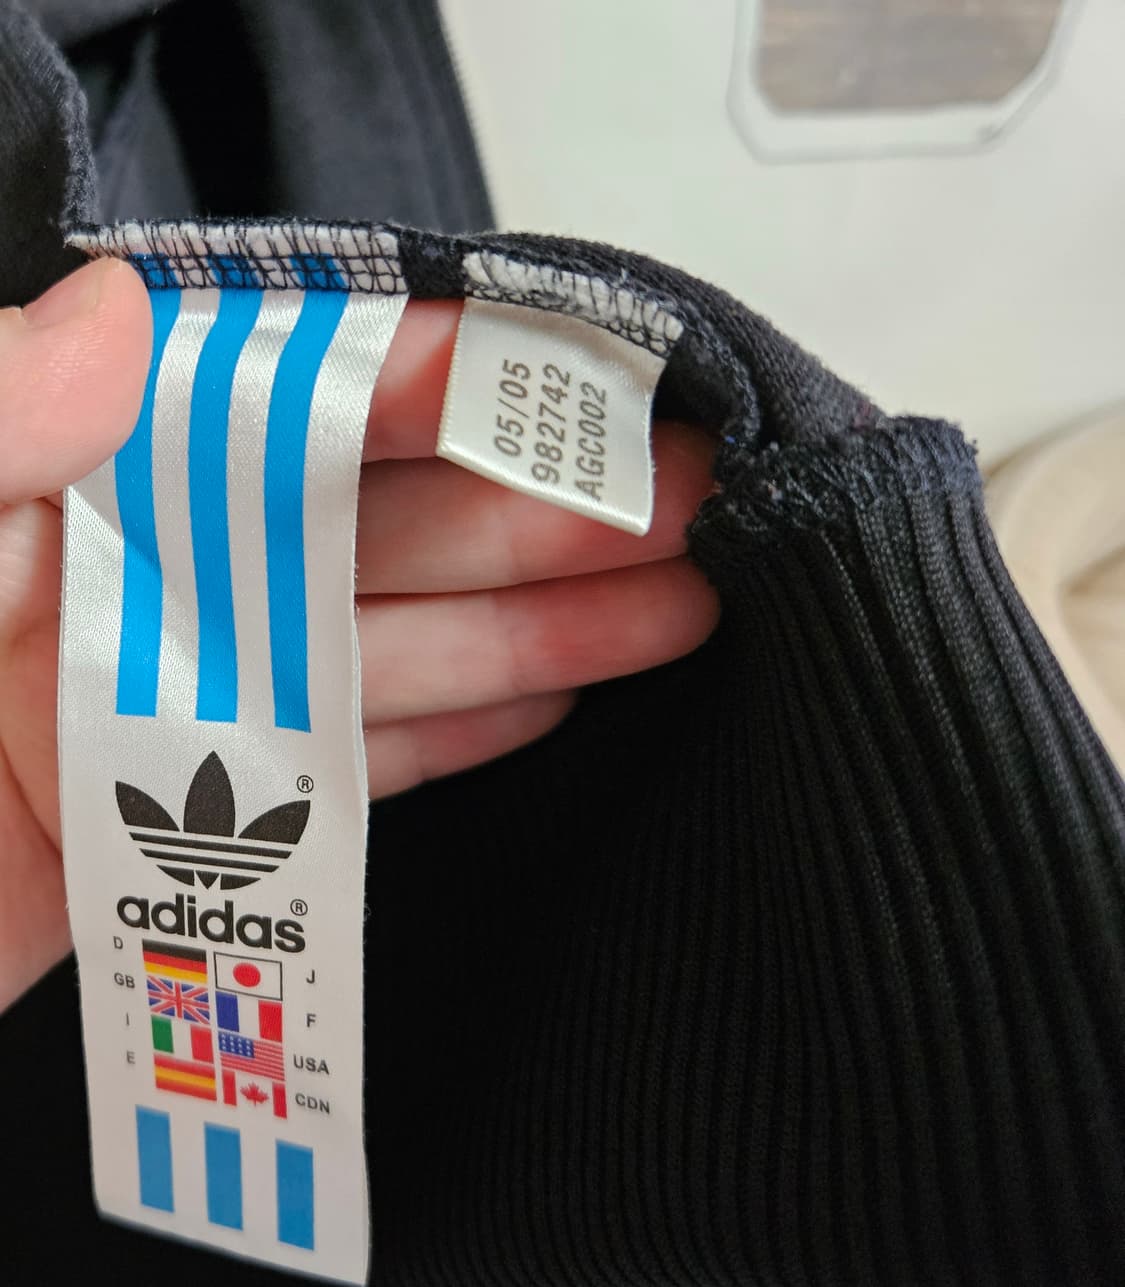 05/05
982742
AGC002
®
adidas®
D
J
GB
F
I
USA
E
CDN